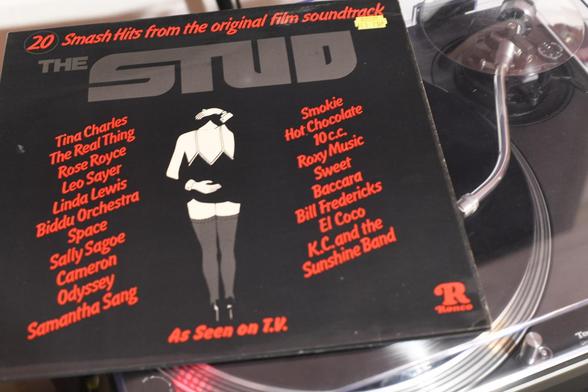 20 Smash Hits from the original film soundtrack
THE STUD
Tina Charles
The Real Thing
Rose Royce
Leo Sayer
Linda Lewis
Biddu Orchestra
Space
Sally Sagoe
Cameron
Odyssey
Samantha Sang
Smokie
Hot Chocolate
10 c.c.
Roxy Music
Sweet
Baccara
Bill Fredericks
El Coco
K.C. and the
Sunshine Band
As Seen on T.V.
R
Ronco